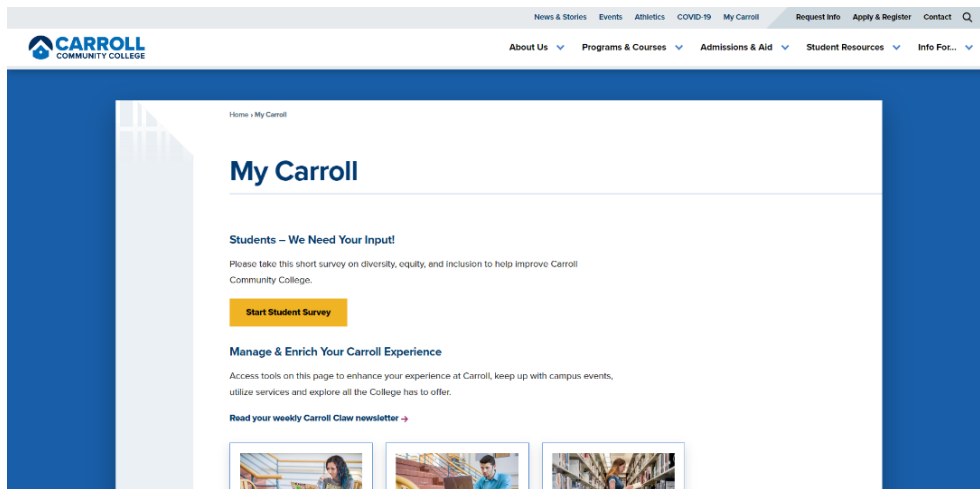 News & Stories Events Athletics COVID-19 My Carroll Request Info Apply & Register Contact
CARROLL
COMMUNITY COLLEGE
About Us Programs & Courses Admissions & Aid Student Resources Info For...
Home › My Carroll
My Carroll
Students – We Need Your Input!
Please take this short survey on diversity, equity, and inclusion to help improve Carroll
Community College.
Start Student Survey
Manage & Enrich Your Carroll Experience
Access tools on this page to enhance your experience at Carroll, keep up with campus events,
utilize services and explore all the College has to offer.
Read your weekly Carroll Claw newsletter →